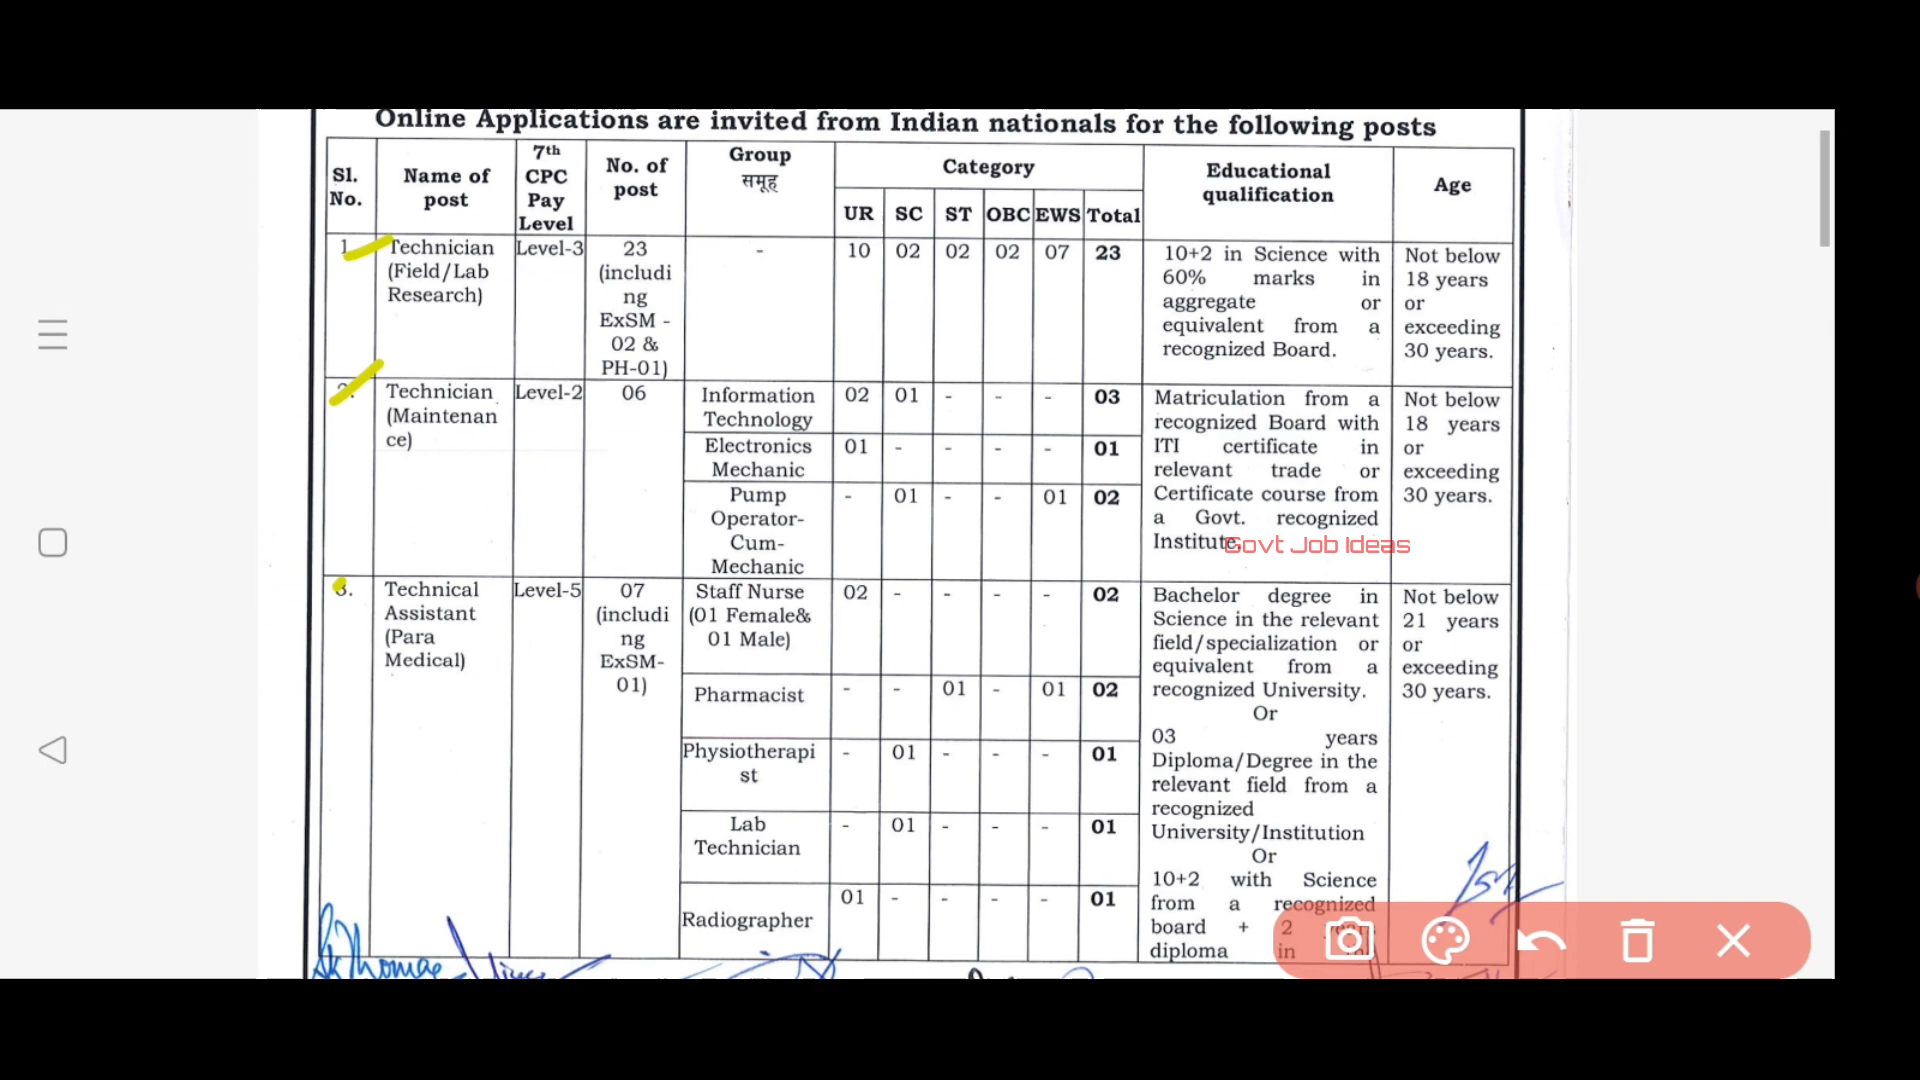 Online Applications are invited from Indian nationals for the following posts
Sl. No.
Name of post
7th CPC Pay Level
No. of post
Group समूह
Category
Educational qualification
Age
UR SC ST OBC EWS Total
1
Technician (Field/Lab Research)
Level-3
23 (including ExSM - 02 & PH-01)
-
10 02 02 02 07 23
10+2 in Science with
60% marks in
aggregate or
equivalent from a
recognized Board.
Not below
18 years
or
exceeding
30 years.
Technician
(Maintenan
ce)
Level-2
06
Information
Technology
02 01 - - - 03
Electronics
Mechanic
01 - - - - 01
Pump
Operator-
Cum-
Mechanic
- 01 - - 01 02
Matriculation from a
recognized Board with
ITI certificate in
relevant trade or
Certificate course from
a Govt. recognized
Institute.
Not below
18 years
or
exceeding
30 years.
Govt Job Ideas
3.
Technical
Assistant
(Para
Medical)
Level-5
07
(includi
ng
ExSM-
01)
Staff Nurse
(01 Female&
01 Male)
02 - - - - 02
Pharmacist
- - 01 - 01 02
Physiotherapi
st
- 01 - - - 01
Lab
Technician
- 01 - - - 01
Radiographer
01 - - - - 01
Bachelor degree in
Science in the relevant
field/specialization or
equivalent from a
recognized University.
Or
03 years
Diploma/Degree in the
relevant field from a
recognized
University/Institution
Or
10+2 with Science
from a recognized
board + 2 year
diploma in
Not below
21 years
or
exceeding
30 years.